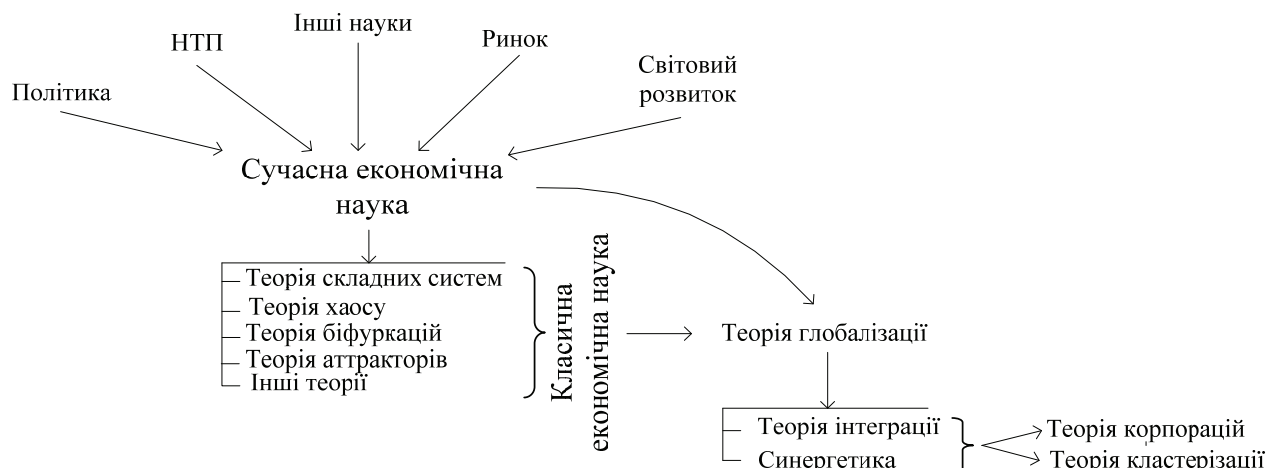 Інші науки
НТП
Ринок
Політика
Світовий
розвиток
Сучасна економічна
наука
Теорія складних систем
Теорія хаосу
Теорія біфуркацій
Теорія аттракторів
Інші теорії
Класична
економічна наука
Теорія глобалізації
Теорія інтеграції
Синергетика
Теорія корпорацій
Теорія кластерізації